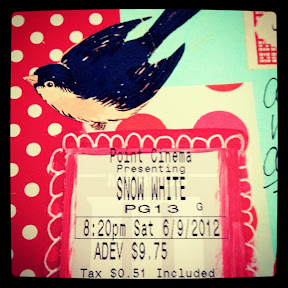 Point Cinema
Presenting
SNOW WHITE
PG13 G
8:20pm Sat 6/9/2012
ADEV $9.75
Tax $0.51 Included